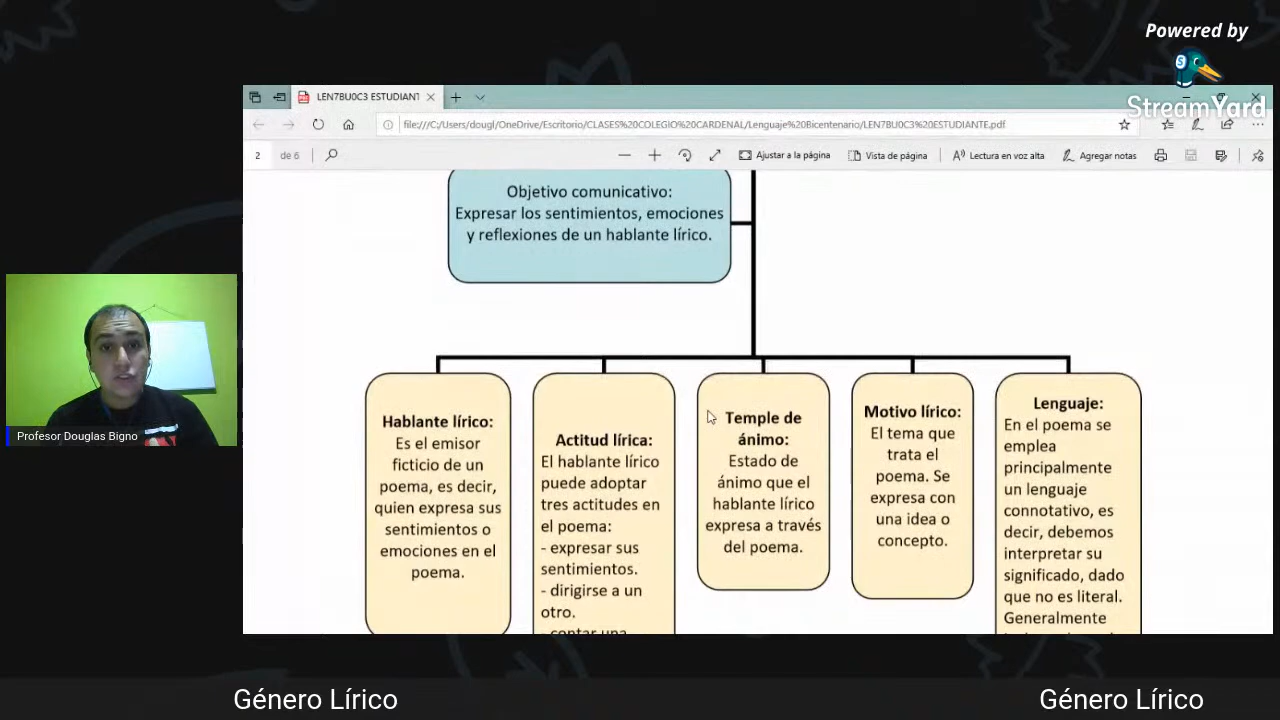 Powered by
StreamYard
LEN7BU0C3 ESTUDIANT
file:///C:/Users/dougl/OneDrive/Escritorio/CLASES%20COLEGIO%20CARDENAL/Lenguaje%20Bicentenario/LEN7BU0C3%20ESTUDIANTE.pdf
2 de 6
Ajustar a la página
Vista de página
Lectura en voz alta
Agregar notas
Objetivo comunicativo:
Expresar los sentimientos, emociones
y reflexiones de un hablante lírico.
Hablante lírico:
Es el emisor
ficticio de un
poema, es decir,
quien expresa sus
sentimientos o
emociones en el
poema.
Actitud lírica:
El hablante lírico
puede adoptar
tres actitudes en
el poema:
- expresar sus
sentimientos.
- dirigirse a un
otro.
- contar una
Temple de
ánimo:
Estado de
ánimo que el
hablante lírico
expresa a través
del poema.
Motivo lírico:
El tema que
trata el
poema. Se
expresa con
una idea o
concepto.
Lenguaje:
En el poema se
emplea
principalmente
un lenguaje
connotativo, es
decir, debemos
interpretar su
significado, dado
que no es literal.
Generalmente
Profesor Douglas Bigno
Género Lírico
Género Lírico